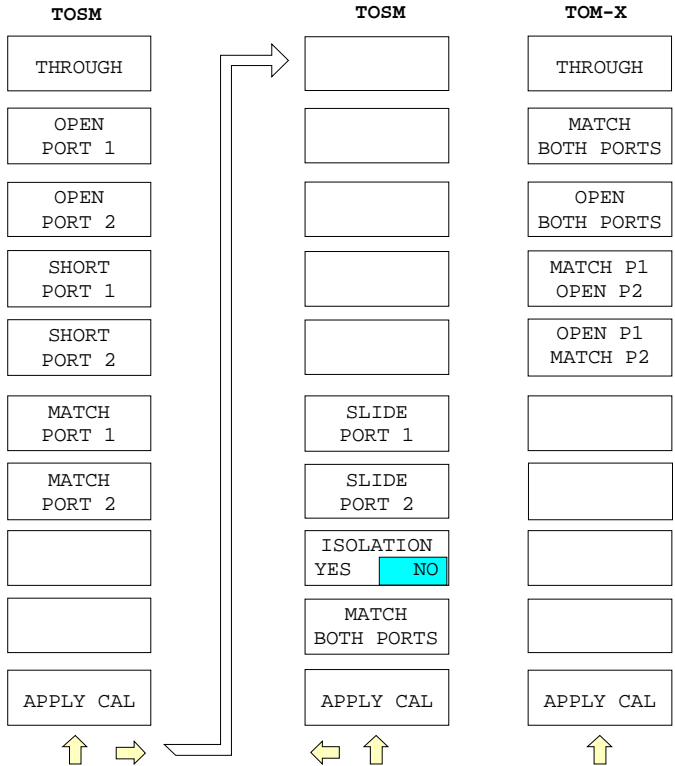 TOSM
THROUGH
OPEN
PORT 1
OPEN
PORT 2
SHORT
PORT 1
SHORT
PORT 2
MATCH
PORT 1
MATCH
PORT 2
APPLY CAL
TOSM
SLIDE
PORT 1
SLIDE
PORT 2
ISOLATION
YES NO
MATCH
BOTH PORTS
APPLY CAL
TOM-X
THROUGH
MATCH
BOTH PORTS
OPEN
BOTH PORTS
MATCH P1
OPEN P2
OPEN P1
MATCH P2
APPLY CAL